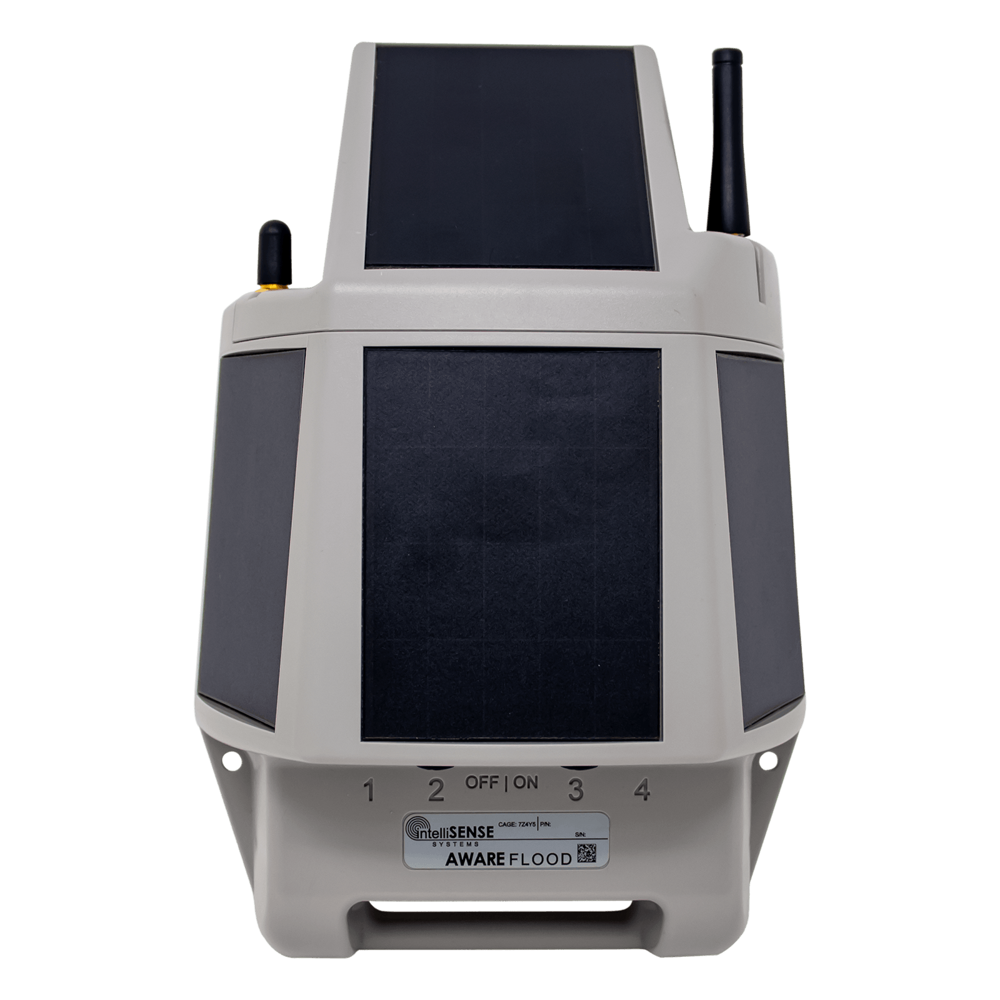 1 2 OFF | ON 3 4
intelliSENSE CAGE: 7Z4Y5 | P/N:
S/N:
SYSTEMS
AWARE FLOOD